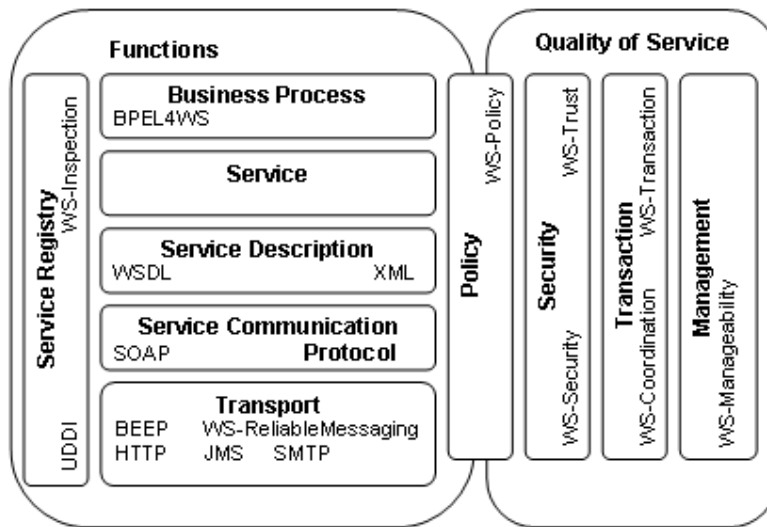 Functions
Quality of Service
Service Registry
WS-Inspection
UDDI
Business Process
BPEL4WS
Service
Service Description
WSDL XML
Service Communication
SOAP Protocol
Transport
BEEP WS-ReliableMessaging
HTTP JMS SMTP
Policy
WS-Policy
Security
WS-Trust
WS-Security
Transaction
WS-Transaction
WS-Coordination
Management
WS-Manageability